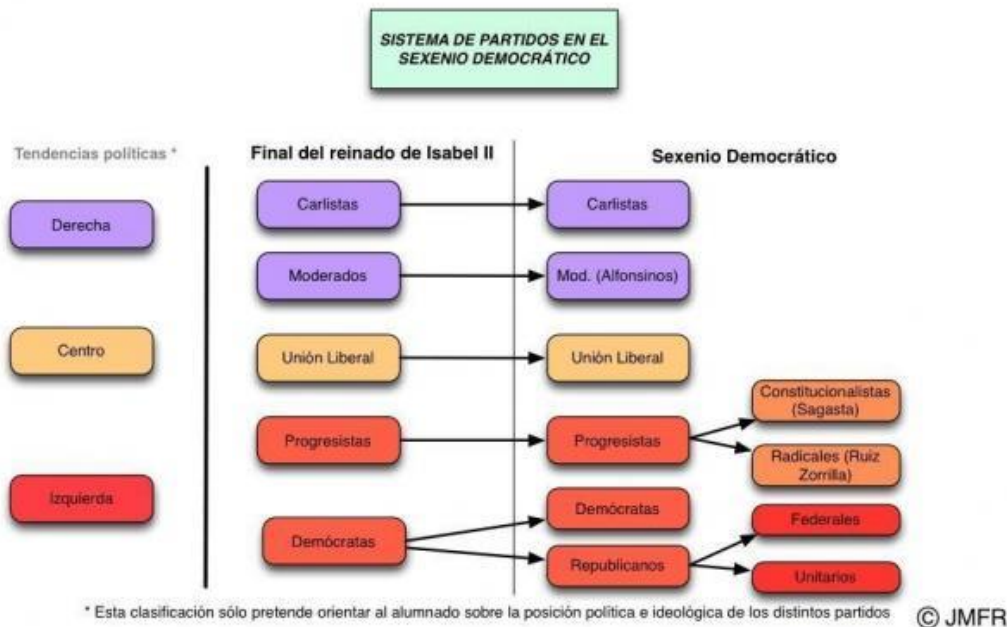 SISTEMA DE PARTIDOS EN EL
SEXENIO DEMOCRÁTICO
Tendencias políticas *
Final del reinado de Isabel II
Sexenio Democrático
Derecha
Carlistas
Carlistas
Moderados
Mod. (Alfonsinos)
Centro
Unión Liberal
Unión Liberal
Progresistas
Progresistas
Constitucionalistas
(Sagasta)
Radicales (Ruiz
Zorrilla)
Izquierda
Demócratas
Demócratas
Republicanos
Federales
Unitarios
* Esta clasificación sólo pretende orientar al alumnado sobre la posición política e ideológica de los distintos partidos
© JMFR